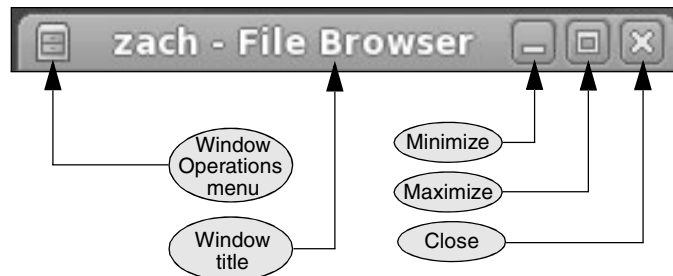 zach - File Browser
Window
Operations
menu
Window
title
Minimize
Maximize
Close